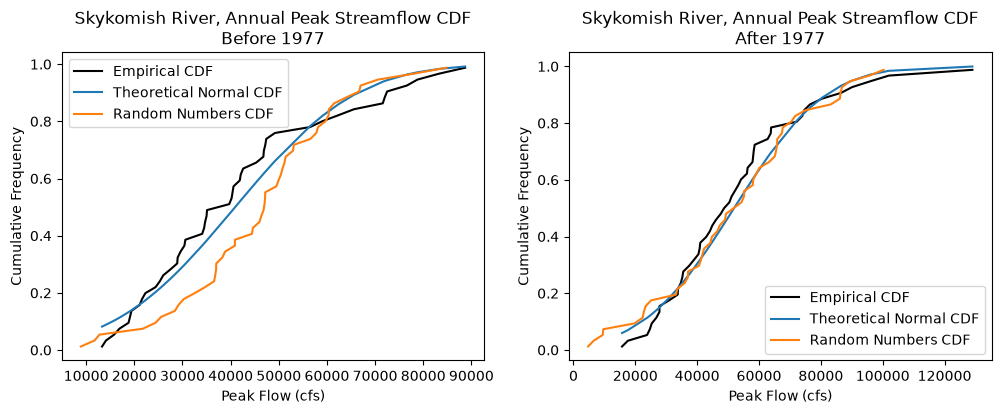 Skykomish River, Annual Peak Streamflow CDF
Before 1977
Cumulative Frequency
1.0
0.8
0.6
0.4
0.2
0.0
Empirical CDF
Theoretical Normal CDF
Random Numbers CDF
10000 20000 30000 40000 50000 60000 70000 80000 90000
Peak Flow (cfs)
Skykomish River, Annual Peak Streamflow CDF
After 1977
Cumulative Frequency
1.0
0.8
0.6
0.4
0.2
0.0
Empirical CDF
Theoretical Normal CDF
Random Numbers CDF
0 20000 40000 60000 80000 100000 120000
Peak Flow (cfs)